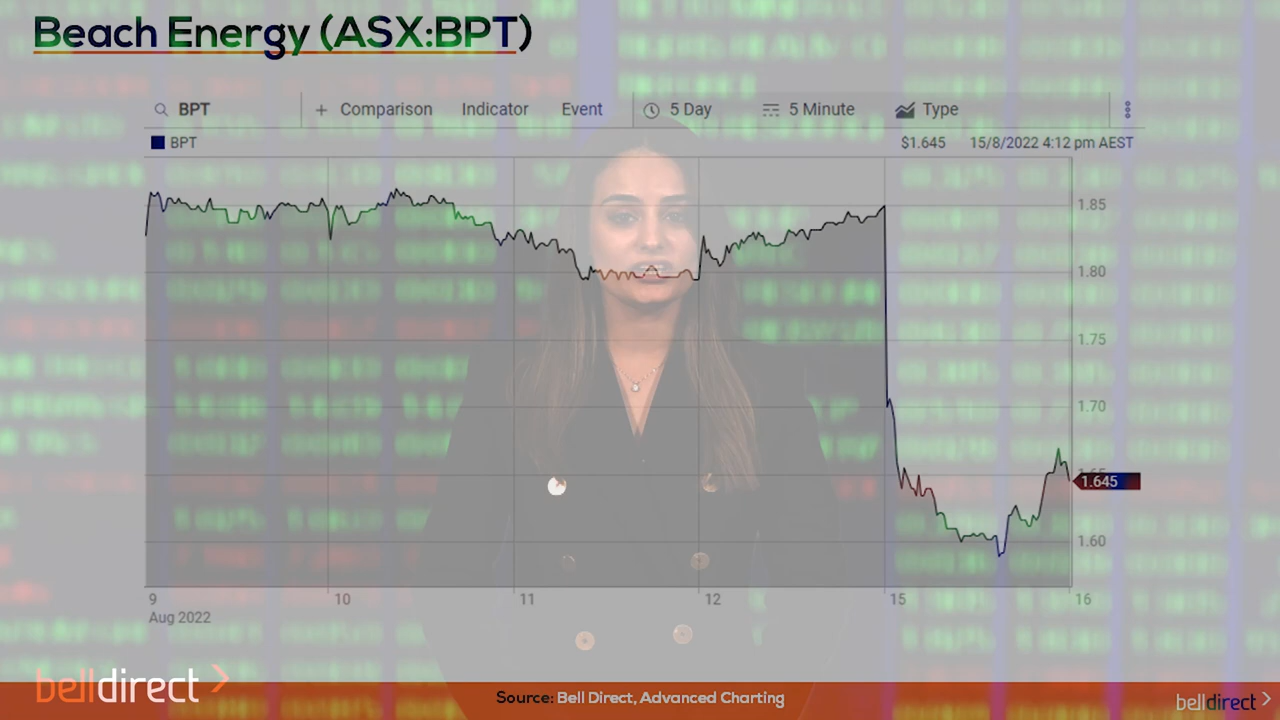 Beach Energy (ASX:BPT)
BPT + Comparison Indicator Event 5 Day 5 Minute Type
BPT $1.645 15/8/2022 4:12 pm AEST
1.85
1.80
1.75
1.70
1.65
1.645
1.60
9 10 11 12 15 16
Aug 2022
belldirect
Source: Bell Direct, Advanced Charting
belldirect